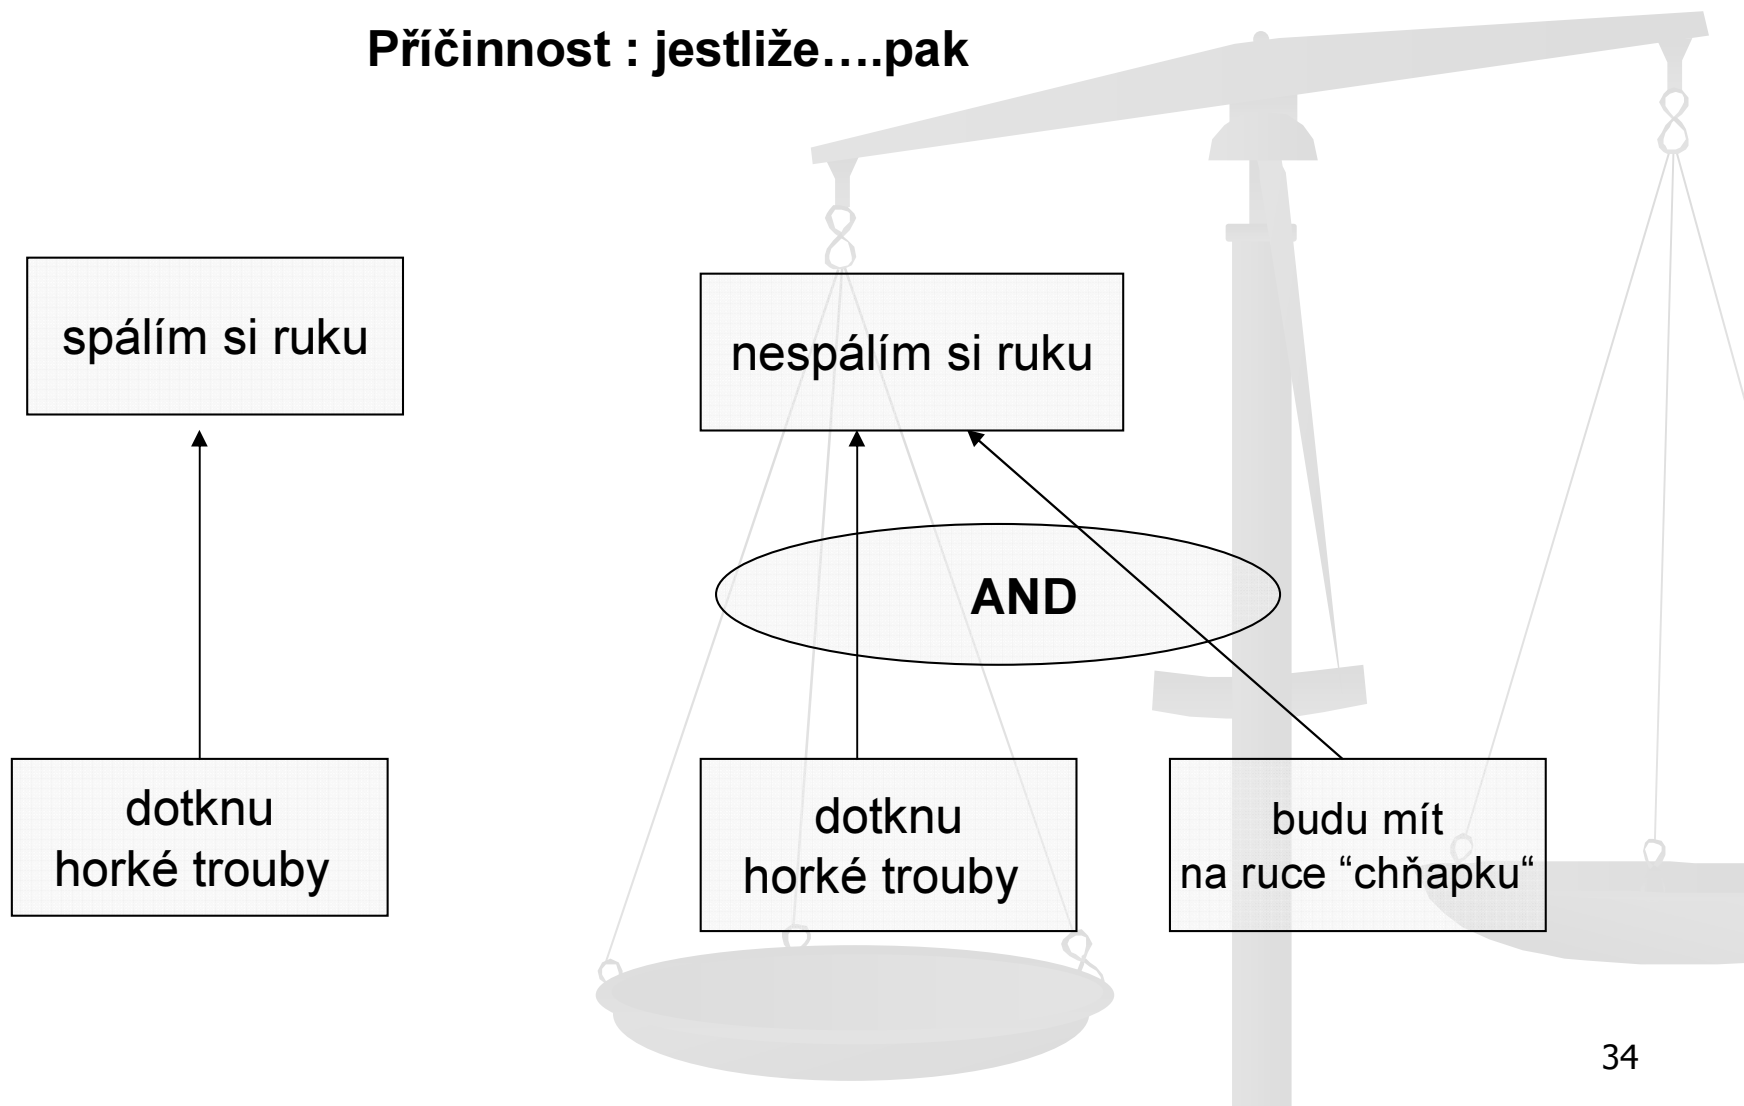 Příčinnost : jestliže….pak
spálím si ruku
nespálím si ruku
AND
dotknu
horké trouby
dotknu
horké trouby
budu mít
na ruce “chňapku“
34